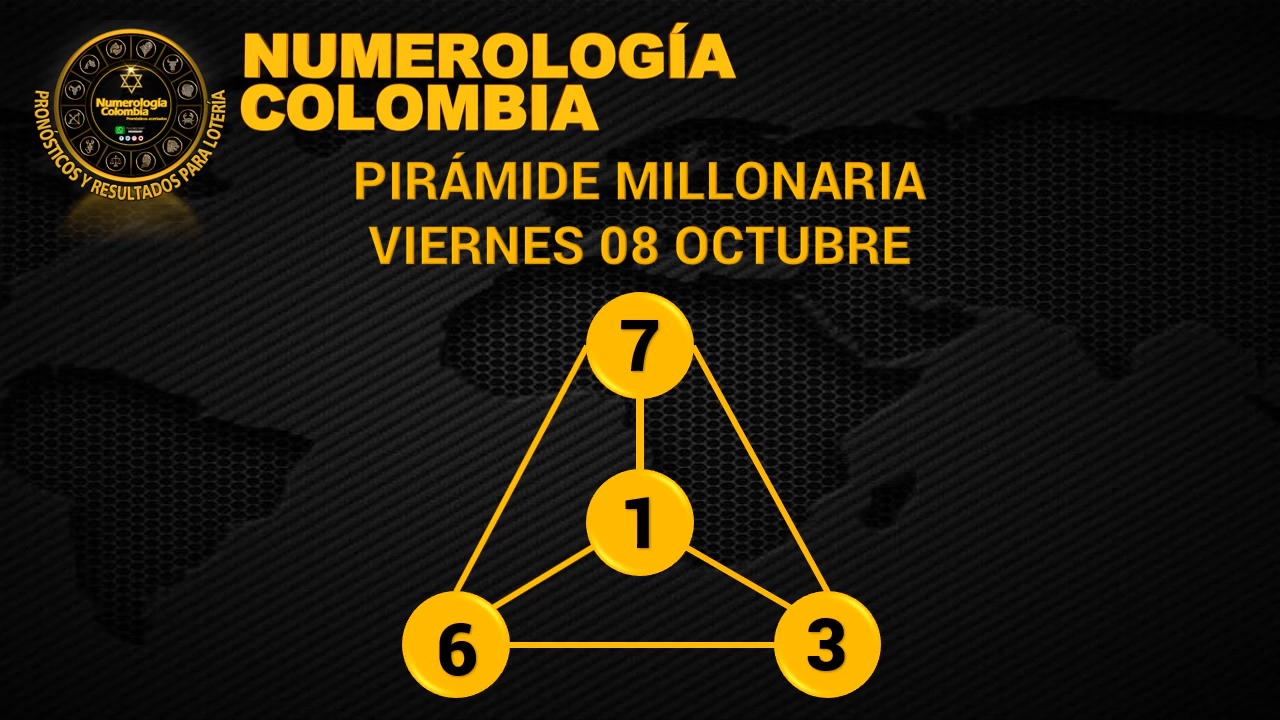 NUMEROLOGÍA
COLOMBIA
Numerología
Colombia
PRONÓSTICOS Y RESULTADOS PARA LOTERÍA
PIRÁMIDE MILLONARIA
VIERNES 08 OCTUBRE
7
1
6
3